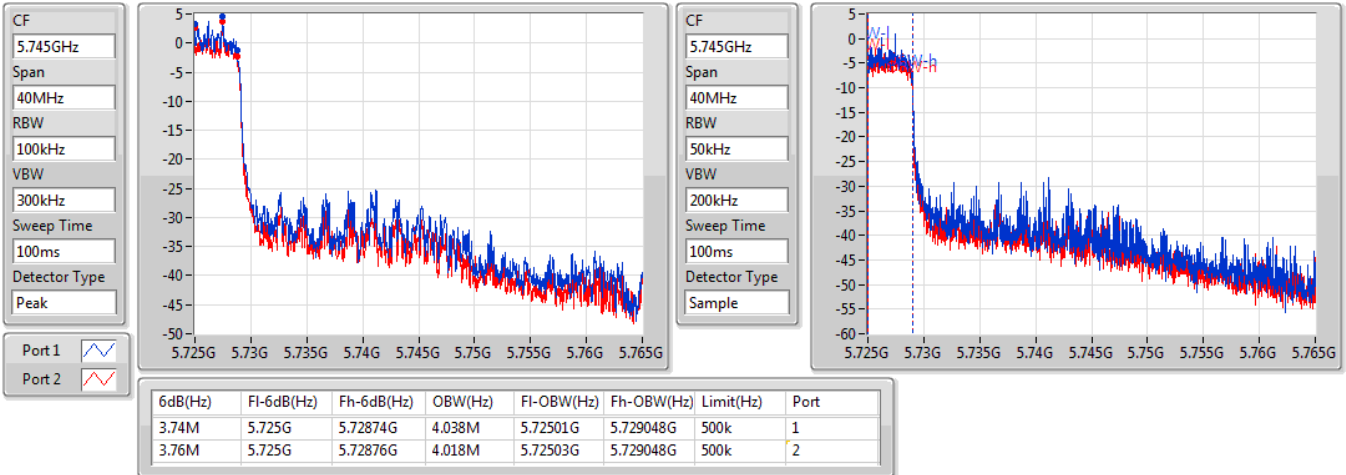 CF
5.745GHz
Span
40MHz
RBW
100kHz
VBW
300kHz
Sweep Time
100ms
Detector Type
Peak
Port 1
Port 2
5-
0-
-5-
-10-
-15-
-20-
-25-
-30-
-35-
-40-
-45-
-50-
5.725G 5.73G 5.735G 5.74G 5.745G 5.75G 5.755G 5.76G 5.765G
CF
5.745GHz
Span
40MHz
RBW
50kHz
VBW
200kHz
Sweep Time
100ms
Detector Type
Sample
5-
0-
-5-
-10-
-15-
-20-
-25-
-30-
-35-
-40-
-45-
-50-
-55-
-60-
5.725G 5.73G 5.735G 5.74G 5.745G 5.75G 5.755G 5.76G 5.765G
6dB(Hz) Fl-6dB(Hz) Fh-6dB(Hz) OBW(Hz) Fl-OBW(Hz) Fh-OBW(Hz) Limit(Hz) Port
3.74M 5.725G 5.72874G 4.038M 5.72501G 5.729048G 500k 1
3.76M 5.725G 5.72876G 4.018M 5.72503G 5.729048G 500k 2